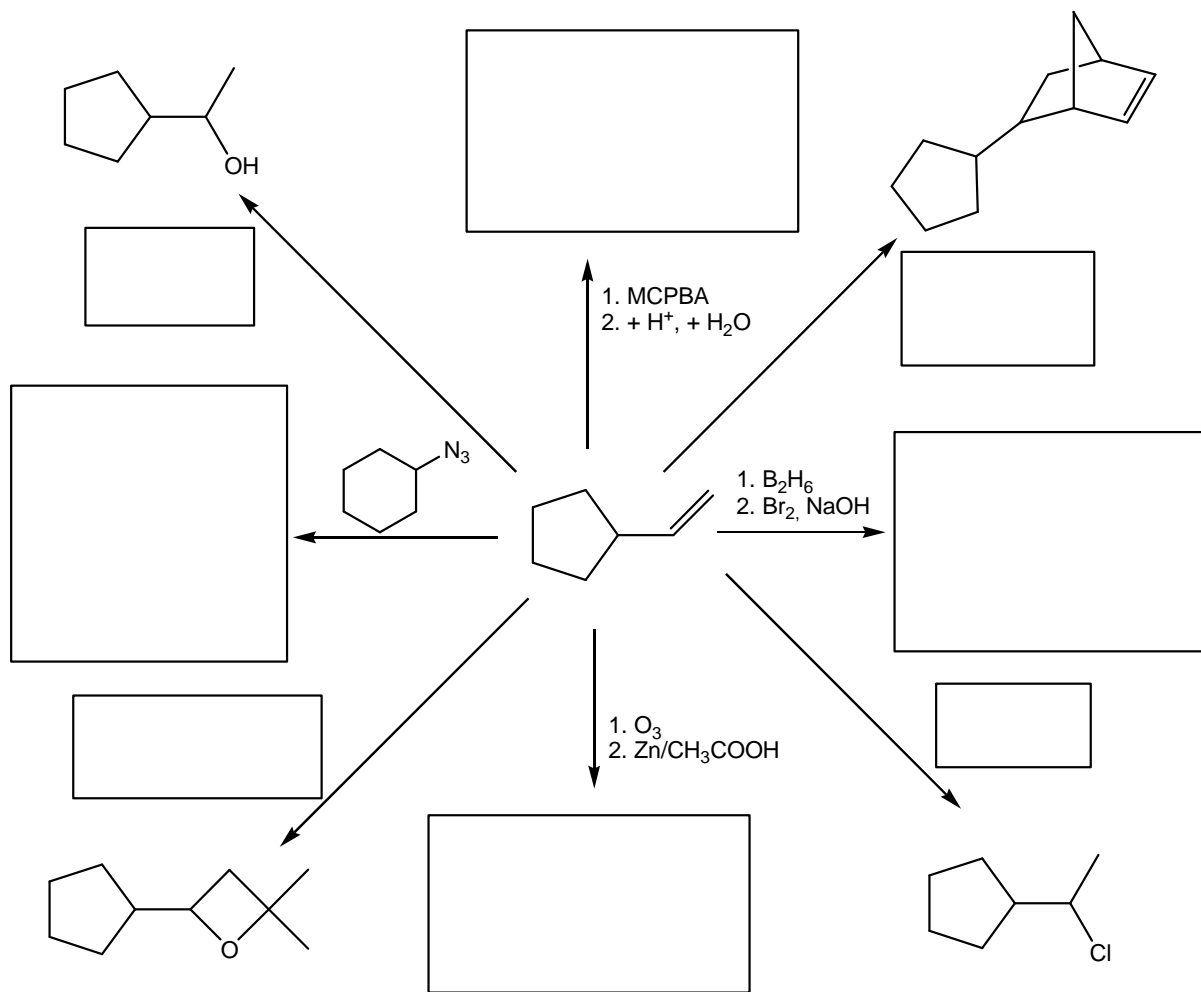 OH
1. MCPBA
2. + H+, + H2O
N3
1. B2H6
2. Br2, NaOH
1. O3
2. Zn/CH3COOH
O
Cl